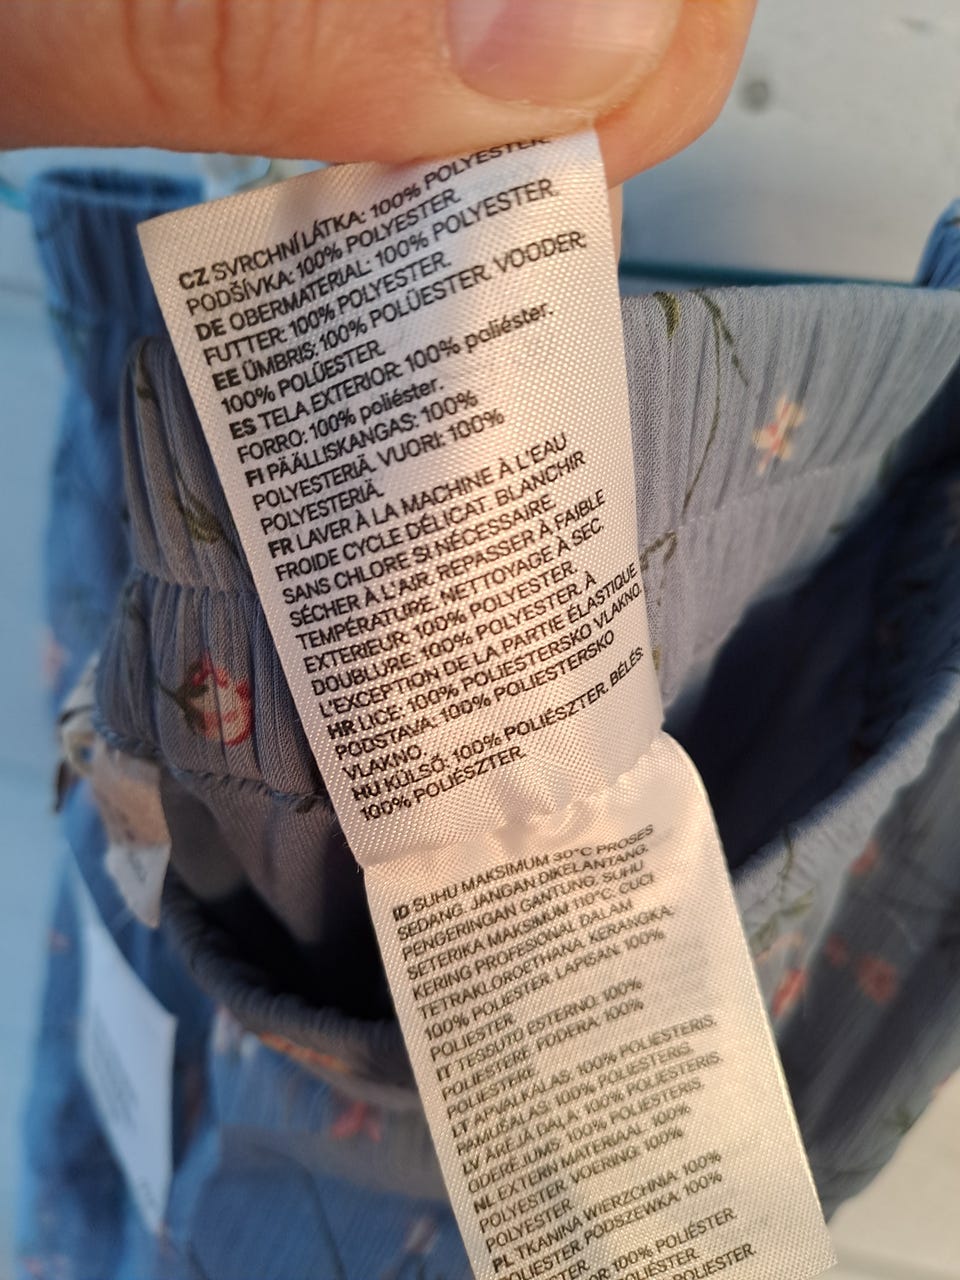 CZ SVRCHNÍ LÁTKA: 100% POLYESTER.
PODŠÍVKA: 100% POLYESTER.
DE OBERMATERIAL: 100% POLYESTER.
FUTTER: 100% POLYESTER.
EE ÜMBRIS: 100% POLÜESTER. VOODER:
100% POLÜESTER.
ES TELA EXTERIOR: 100% poliéster.
FORRO: 100% poliéster.
FI PÄÄLLISKANGAS: 100%
POLYESTERIÄ. VUORI: 100%
POLYESTERIÄ.
FR LAVER À LA MACHINE À L'EAU
FROIDE CYCLE DÉLICAT. BLANCHIR
SANS CHLORE SI NÉCESSAIRE
SÉCHER À L'AIR. REPASSER À FAIBLE
TEMPÉRATURE. NETTOYAGE À SEC.
EXTERIEUR: 100% POLYESTER.
DOUBLURE: 100% POLYESTER. À
L'EXCEPTION DE LA PARTIE ÉLASTIQUE
HR LICE: 100% POLIESTERSKO VLAKNO.
PODSTAVA: 100% POLIESTERSKO
VLAKNO.
HU KÜLSŐ: 100% POLIÉSZTER. BÉLÉS:
100% POLIÉSZTER.
ID SUHU MAKSIMUM 30°C PROSES
SEDANG. JANGAN DIKELANTANG.
PENGERINGAN GANTUNG. SUHU
SETERIKA MAKSIMUM 110°C. CUCI
KERING PROFESIONAL DALAM
TETRAKLOROETHANA. KERANGKA:
100% POLIESTER. LAPISAN: 100%
POLIESTER.
IT TESSUTO ESTERNO: 100%
POLIESTERE. FODERA: 100%
POLIESTERE.
LT APVALKALAS: 100% POLIESTERIS.
PAMUŠALAS: 100% POLIESTERIS.
LV ĀRĒJĀ DAĻA: 100% POLIESTERIS.
ODERĒJUMS: 100% POLIESTERIS.
NL EXTERN MATERIAAL: 100%
POLYESTER. VOERING: 100%
POLYESTER.
PL TKANINA WIERZCHNIA: 100%
POLIESTER. PODSZEWKA: 100%
POLIESTER.
100% POLIÉSTER.
POLIÉSTER.